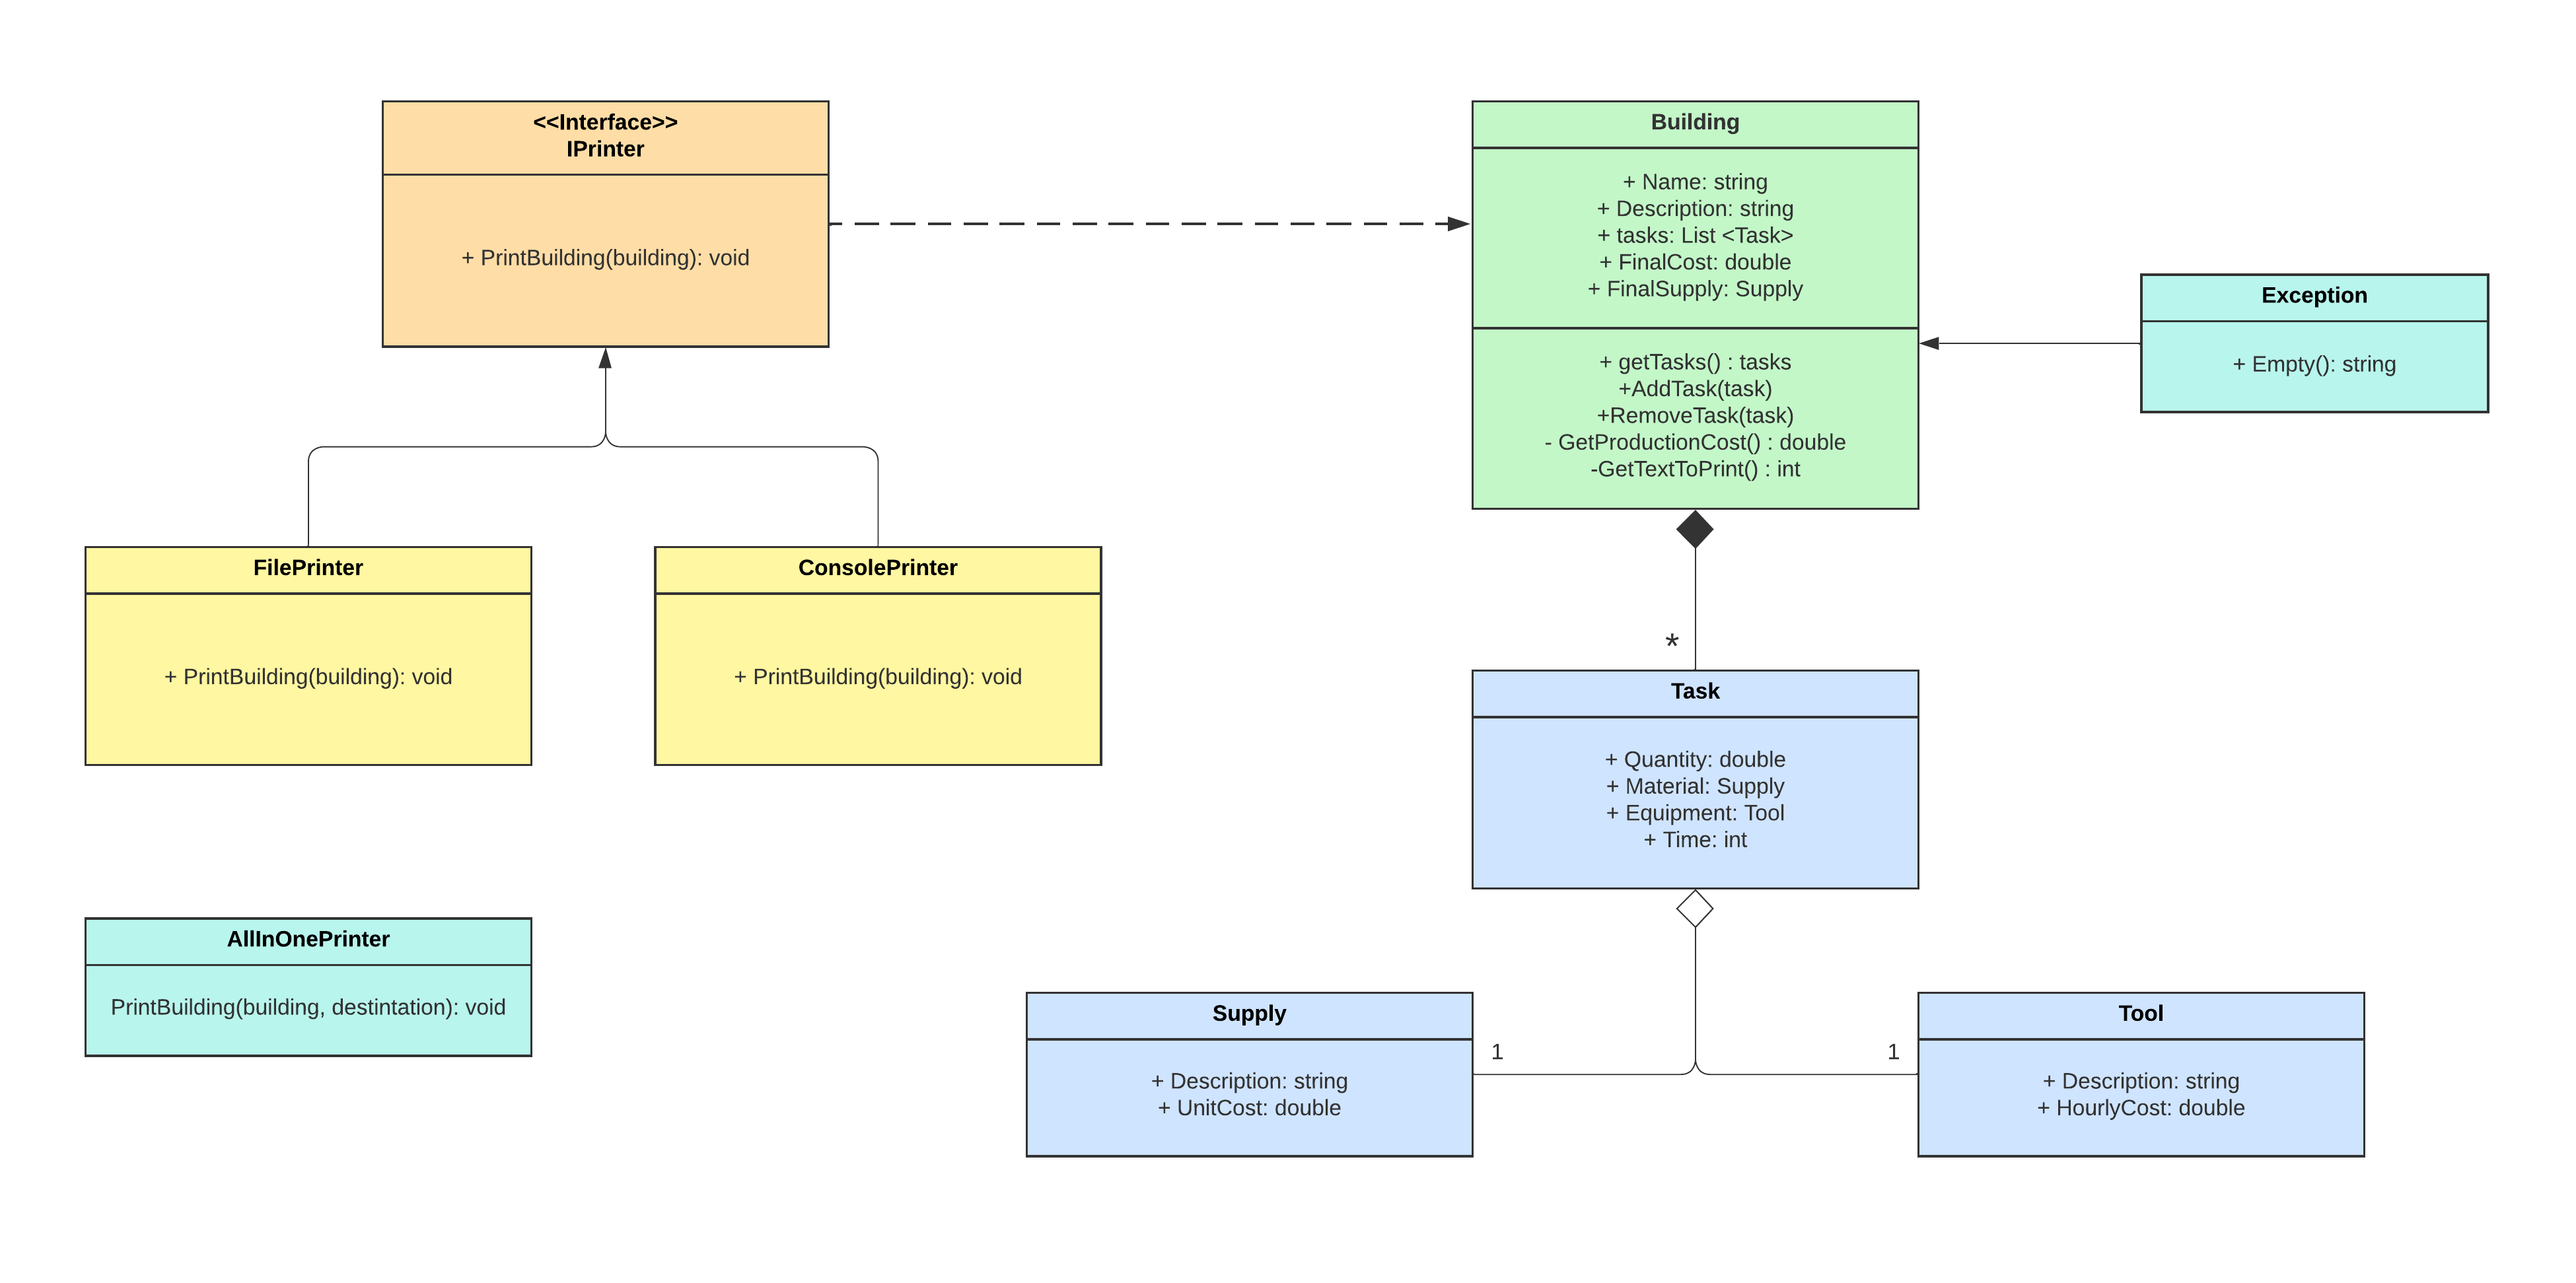 <<Interface>>
IPrinter
+ PrintBuilding(building): void
Building
+ Name: string
+ Description: string
+ tasks: List <Task>
+ FinalCost: double
+ FinalSupply: Supply
+ getTasks() : tasks
+AddTask(task)
+RemoveTask(task)
- GetProductionCost() : double
-GetTextToPrint() : int
Exception
+ Empty(): string
FilePrinter
+ PrintBuilding(building): void
ConsolePrinter
+ PrintBuilding(building): void
*
Task
+ Quantity: double
+ Material: Supply
+ Equipment: Tool
+ Time: int
AllInOnePrinter
PrintBuilding(building, destintation): void
Supply
+ Description: string
+ UnitCost: double
1
1
Tool
+ Description: string
+ HourlyCost: double